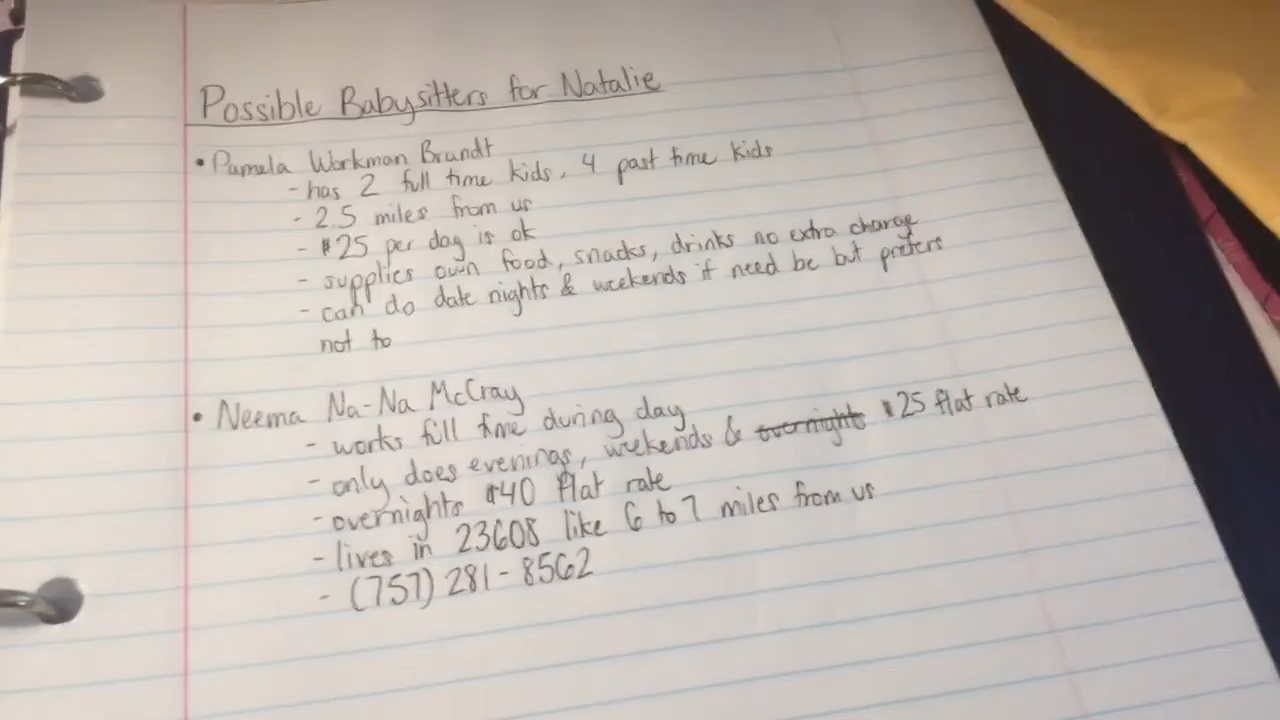 Possible Babysitters for Natalie
• Pamela Workman Brandt
- has 2 full time kids, 4 past time kids
- 2.5 miles from us
- $25 per day is ok
- supplies own food, snacks, drinks no extra charge
- can do date nights & weekends if need be but prefers
not to
• Neema Na-Na McCray
- works full time during day
- only does evenings, weekends & overnights $25 flat rate
- overnights $40 flat rate
- lives in 23608 like 6 to 7 miles from us
- (757) 281-8562